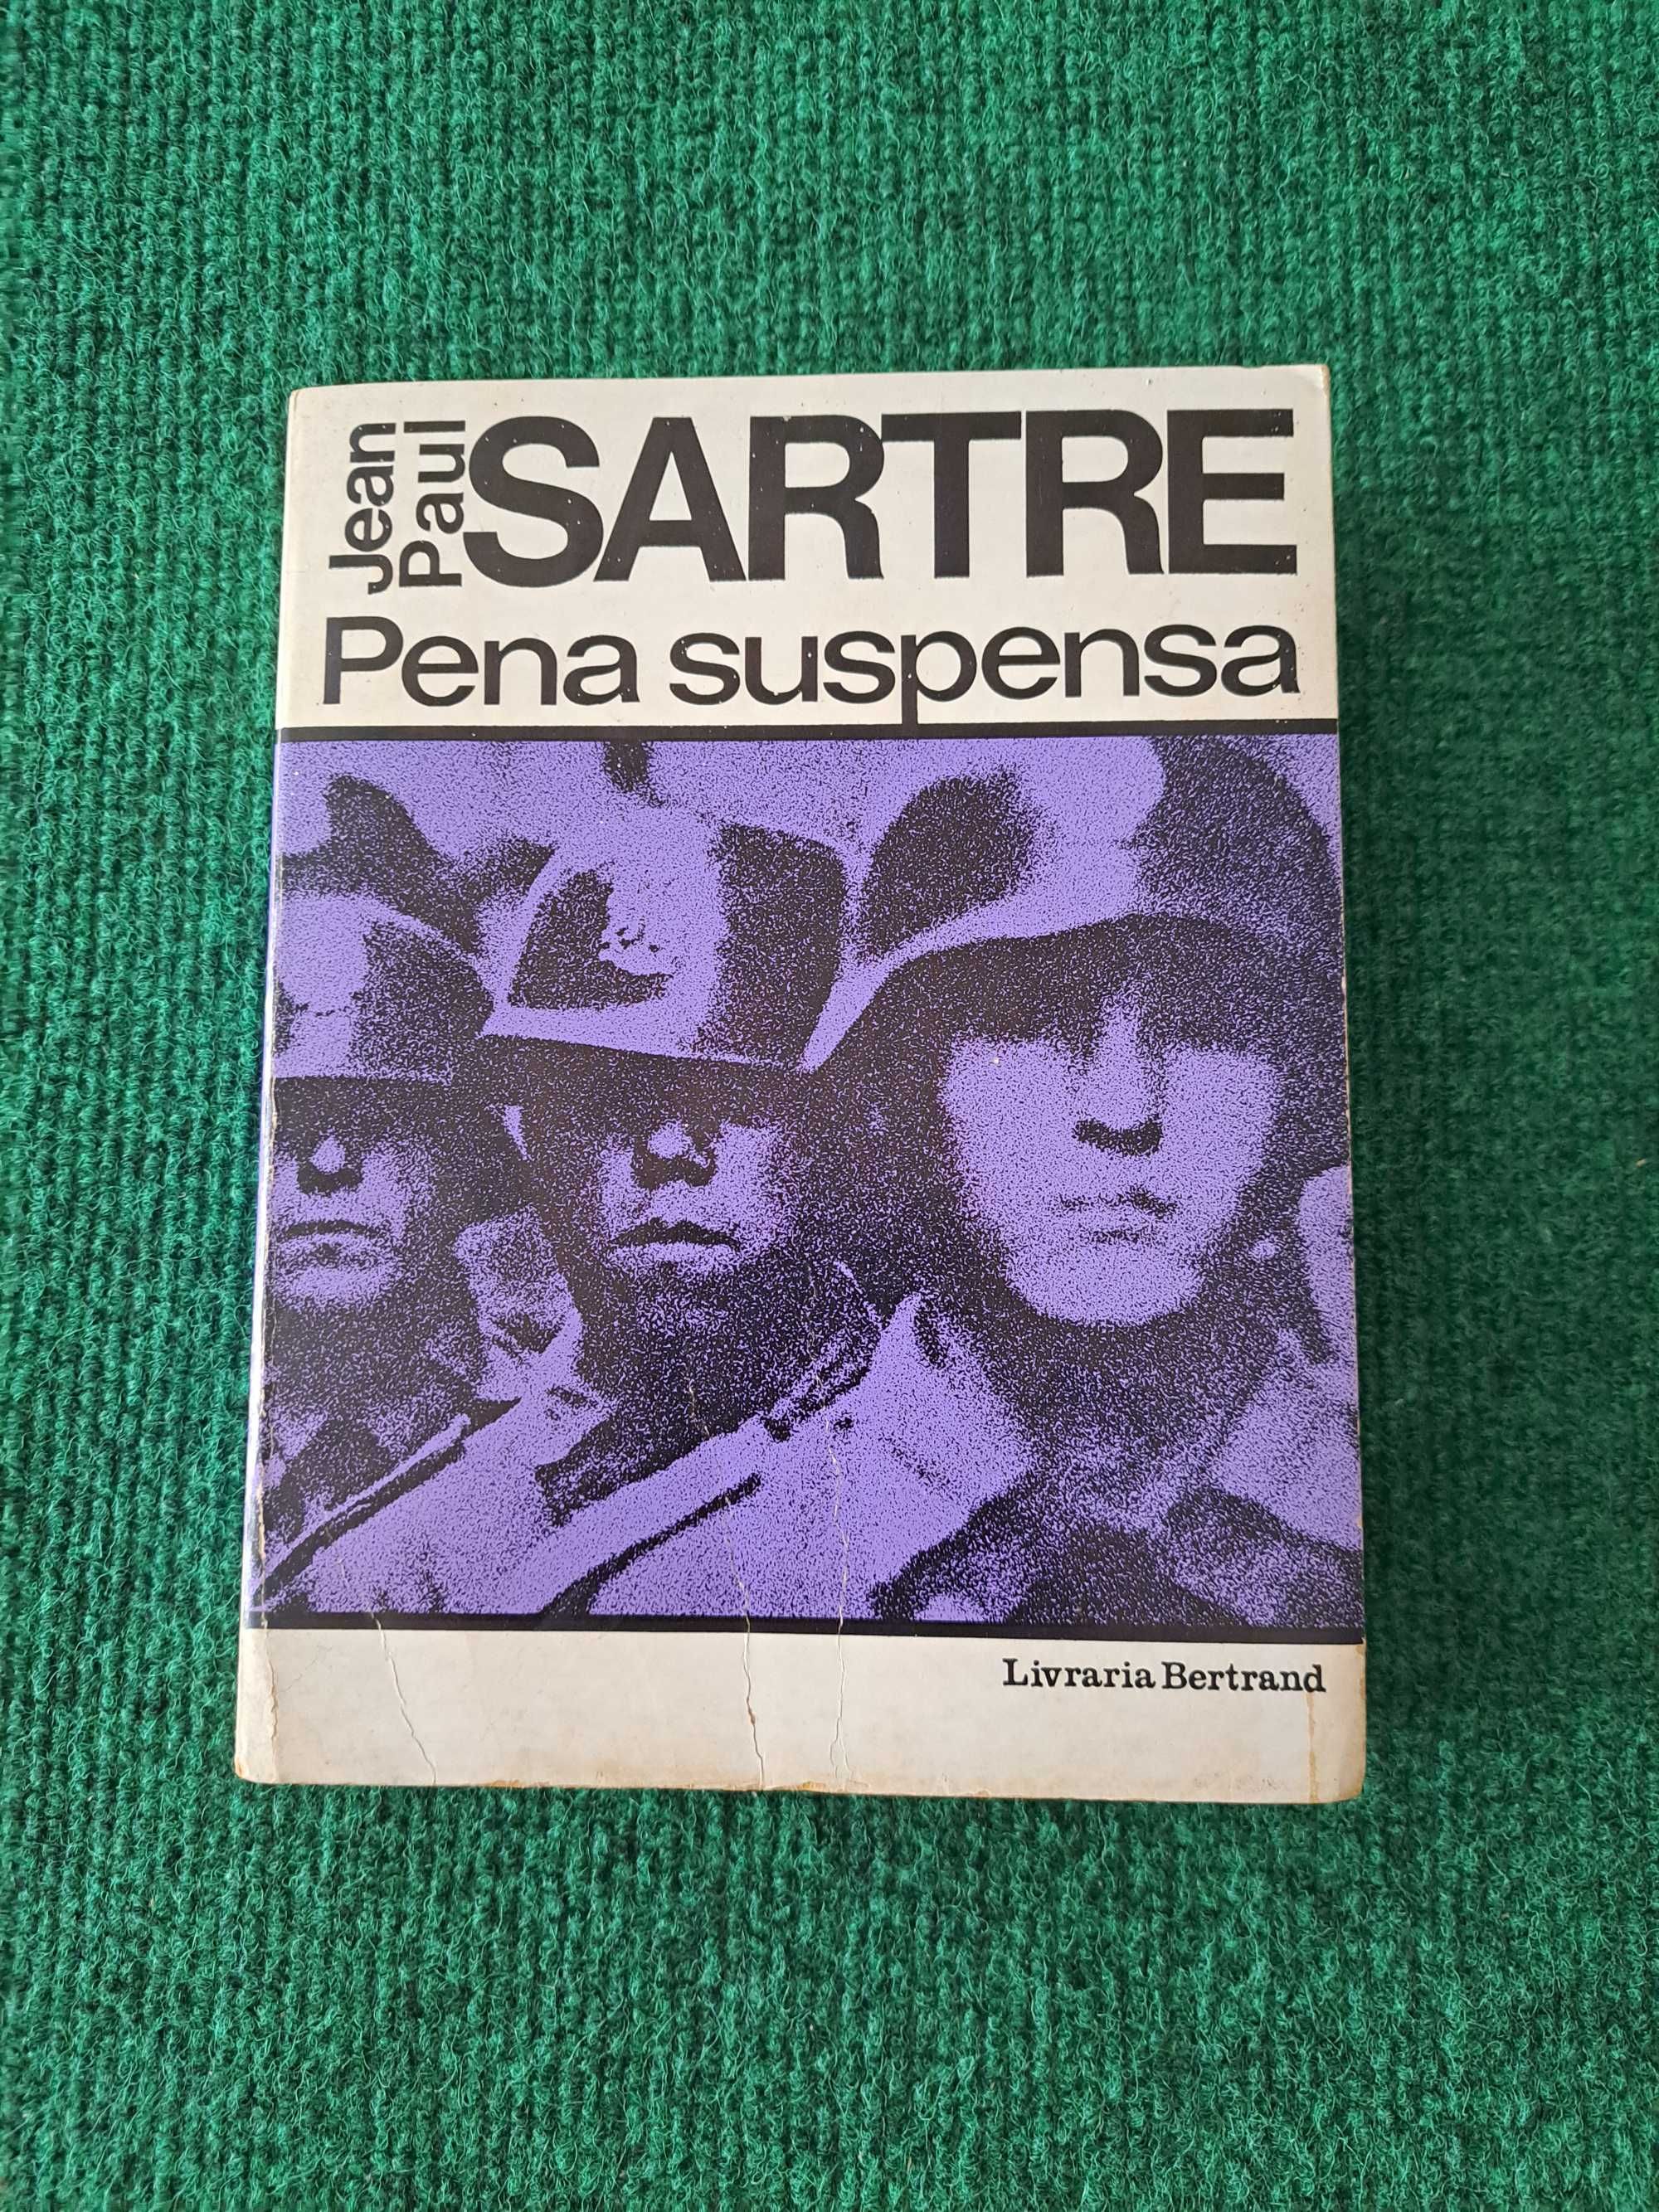 Jean
Paul
SARTRE
Pena suspensa
Livraria Bertrand